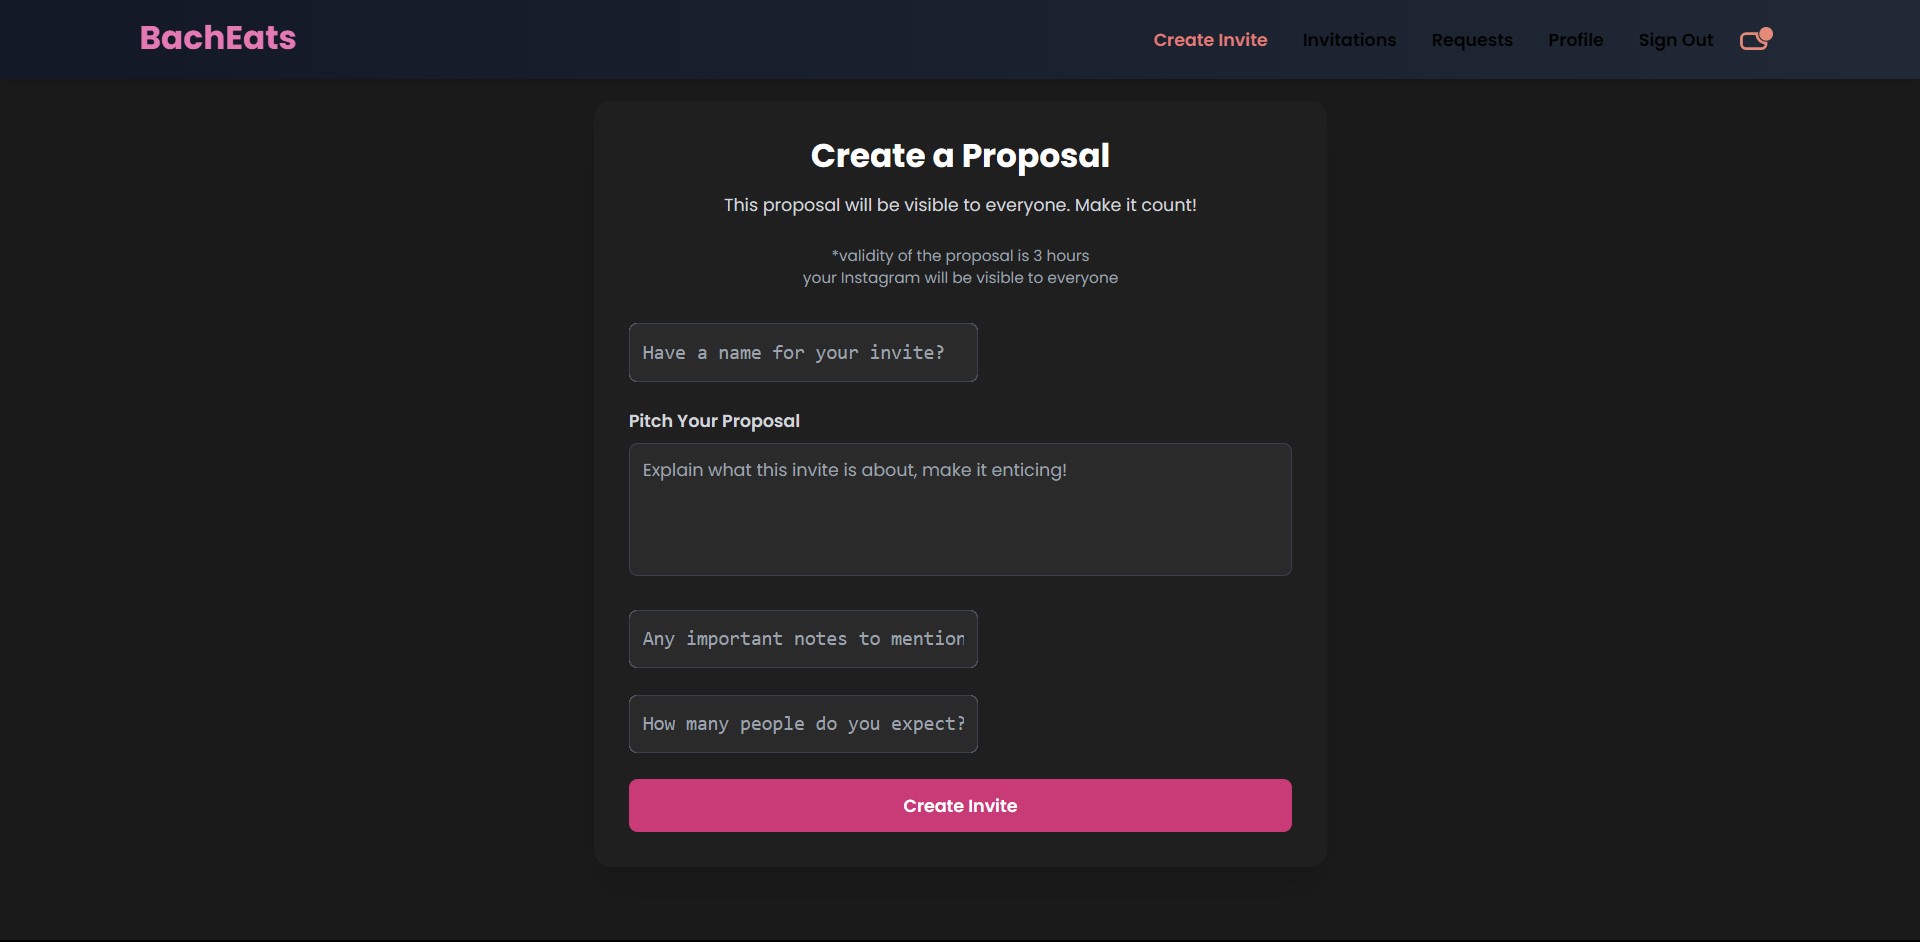 BachEats
Create Invite
Invitations
Requests
Profile
Sign Out
Create a Proposal
This proposal will be visible to everyone. Make it count!
*validity of the proposal is 3 hours
your Instagram will be visible to everyone
Have a name for your invite?
Pitch Your Proposal
Explain what this invite is about, make it enticing!
Any important notes to mention
How many people do you expect?
Create Invite